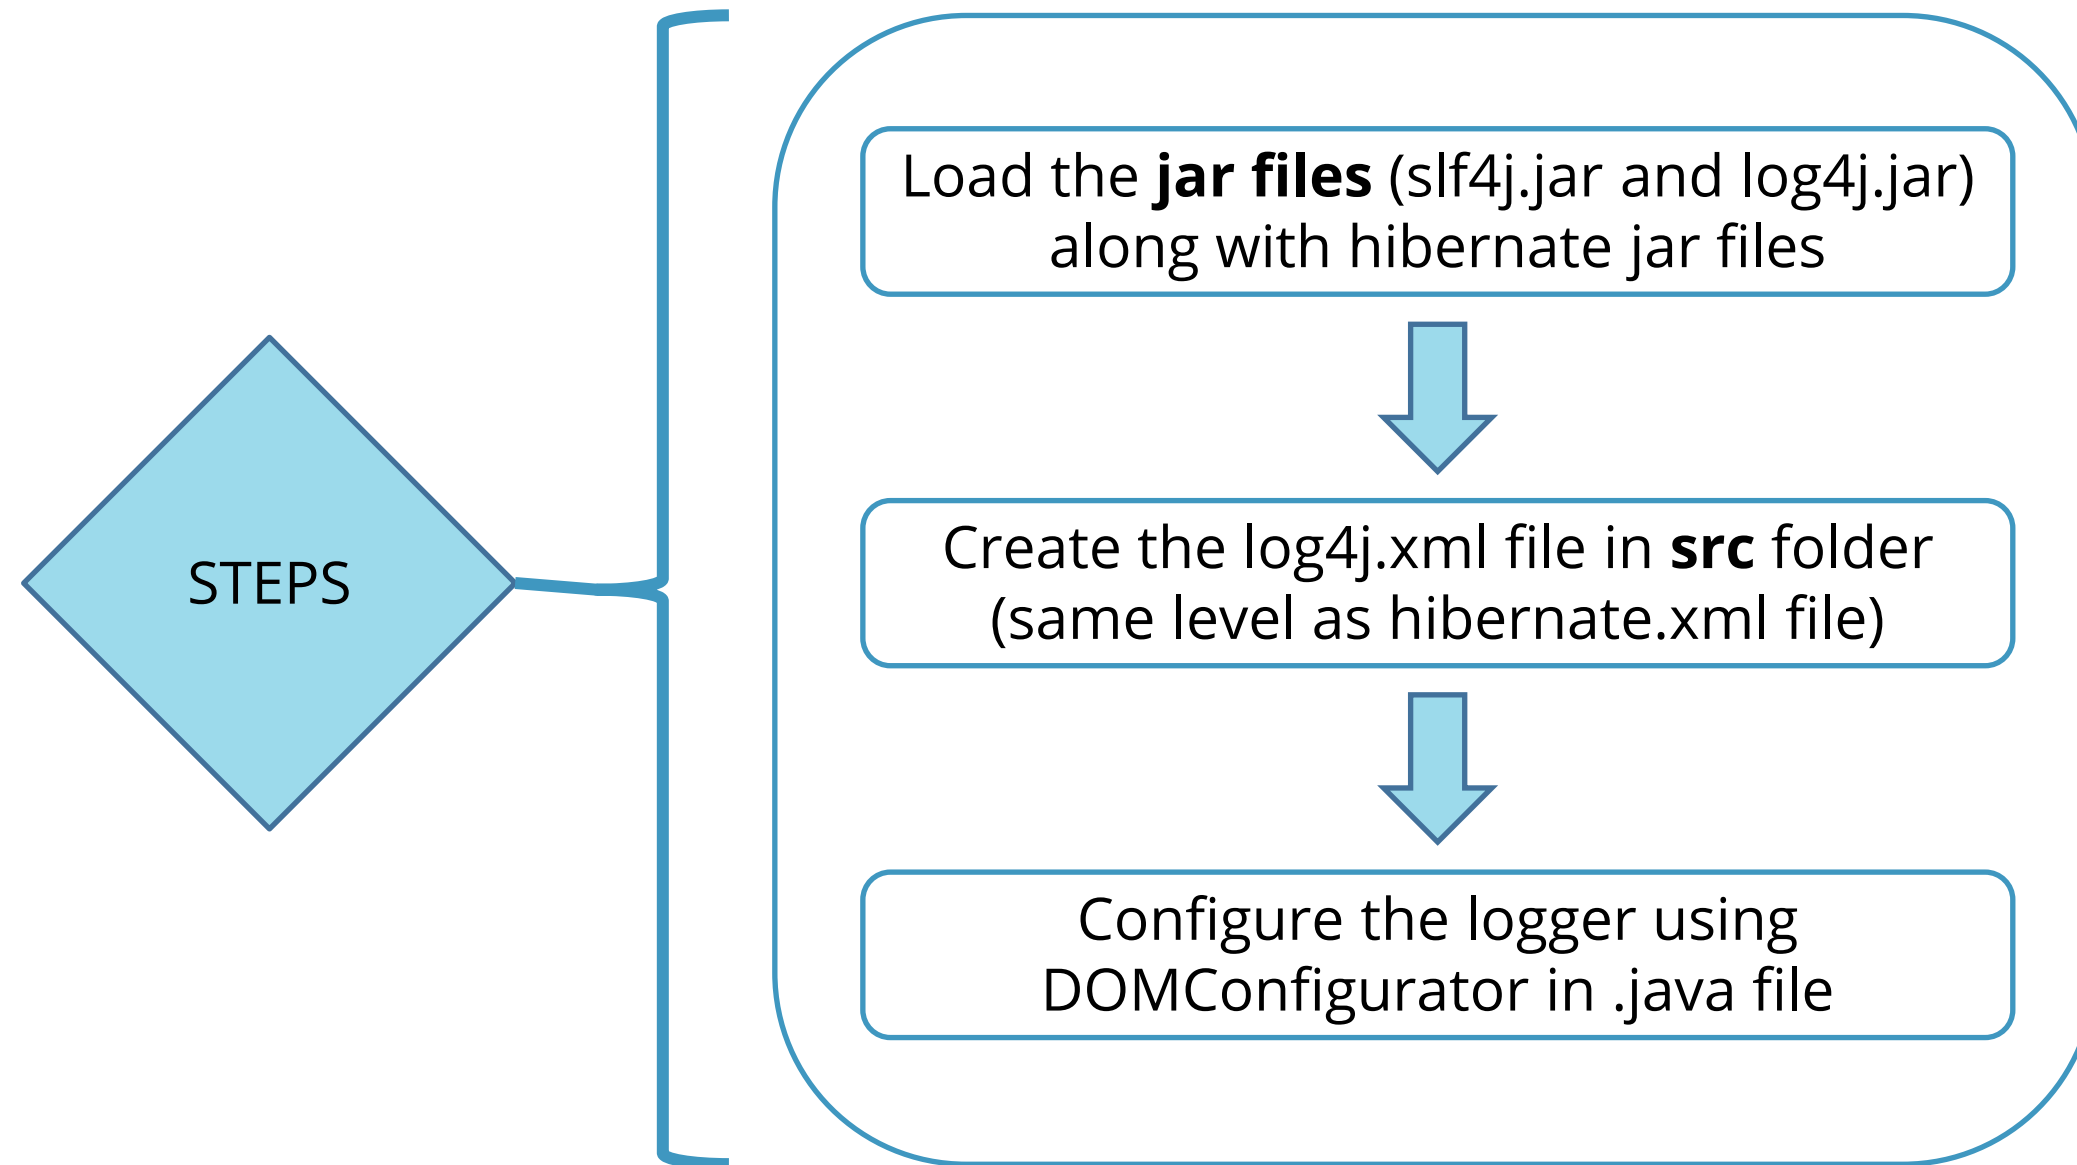 STEPS
Load the jar files (slf4j.jar and log4j.jar)
along with hibernate jar files
Create the log4j.xml file in src folder
(same level as hibernate.xml file)
Configure the logger using
DOMConfigurator in .java file